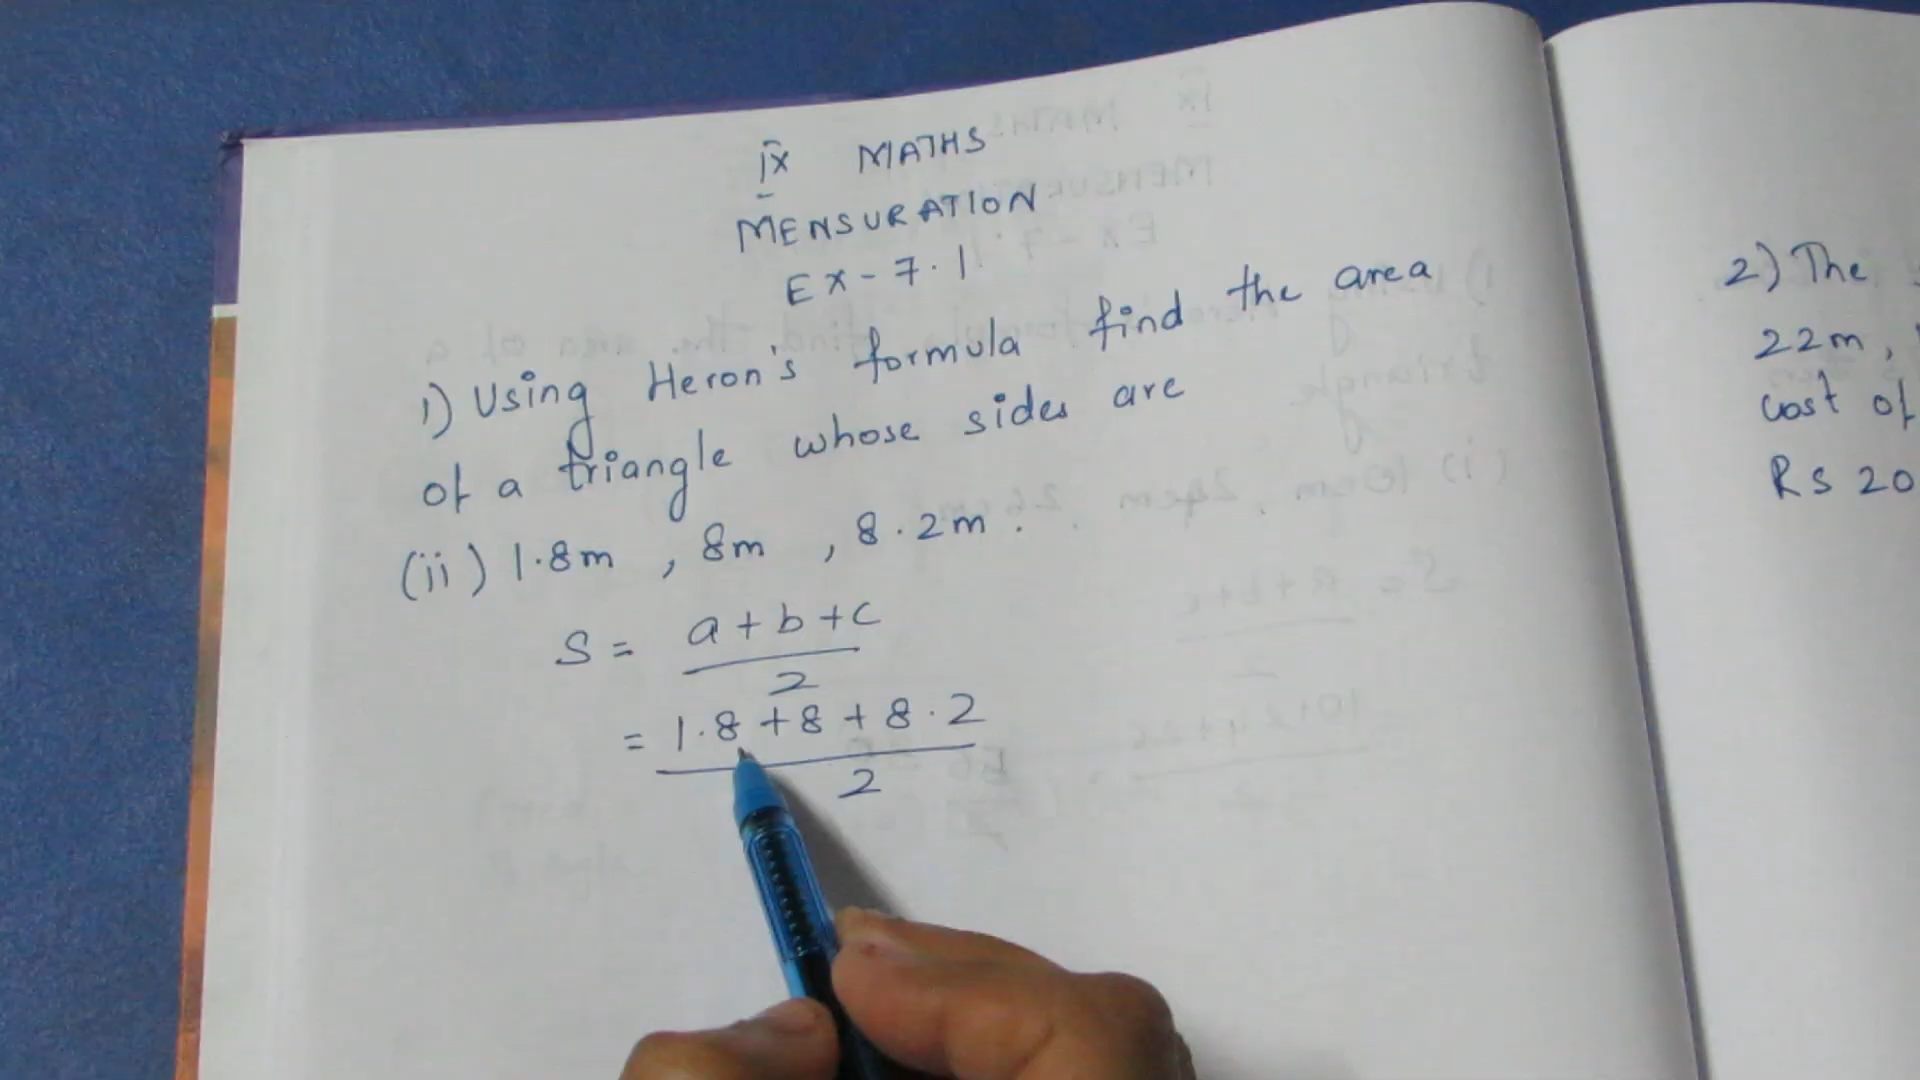 IX MATHS
MENSURATION
Ex-7.1
1) Using Heron's formula find the area
of a triangle whose sides are
(ii) 1.8m , 8m , 8.2m .
S = a+b+c
2
= 1.8+8+8.2
2
2) The
22m,
Cost of
Rs 20